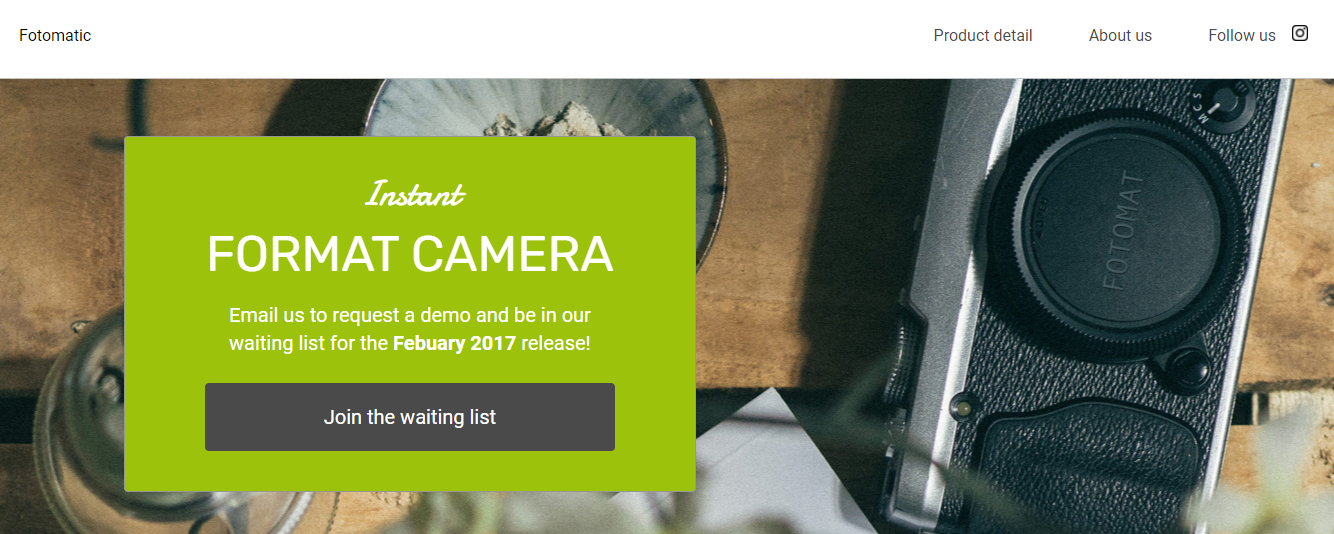 Fotomatic
Product detail
About us
Follow us
Instant
FORMAT CAMERA
Email us to request a demo and be in our
waiting list for the Febuary 2017 release!
Join the waiting list
FOTOMAT
M C S